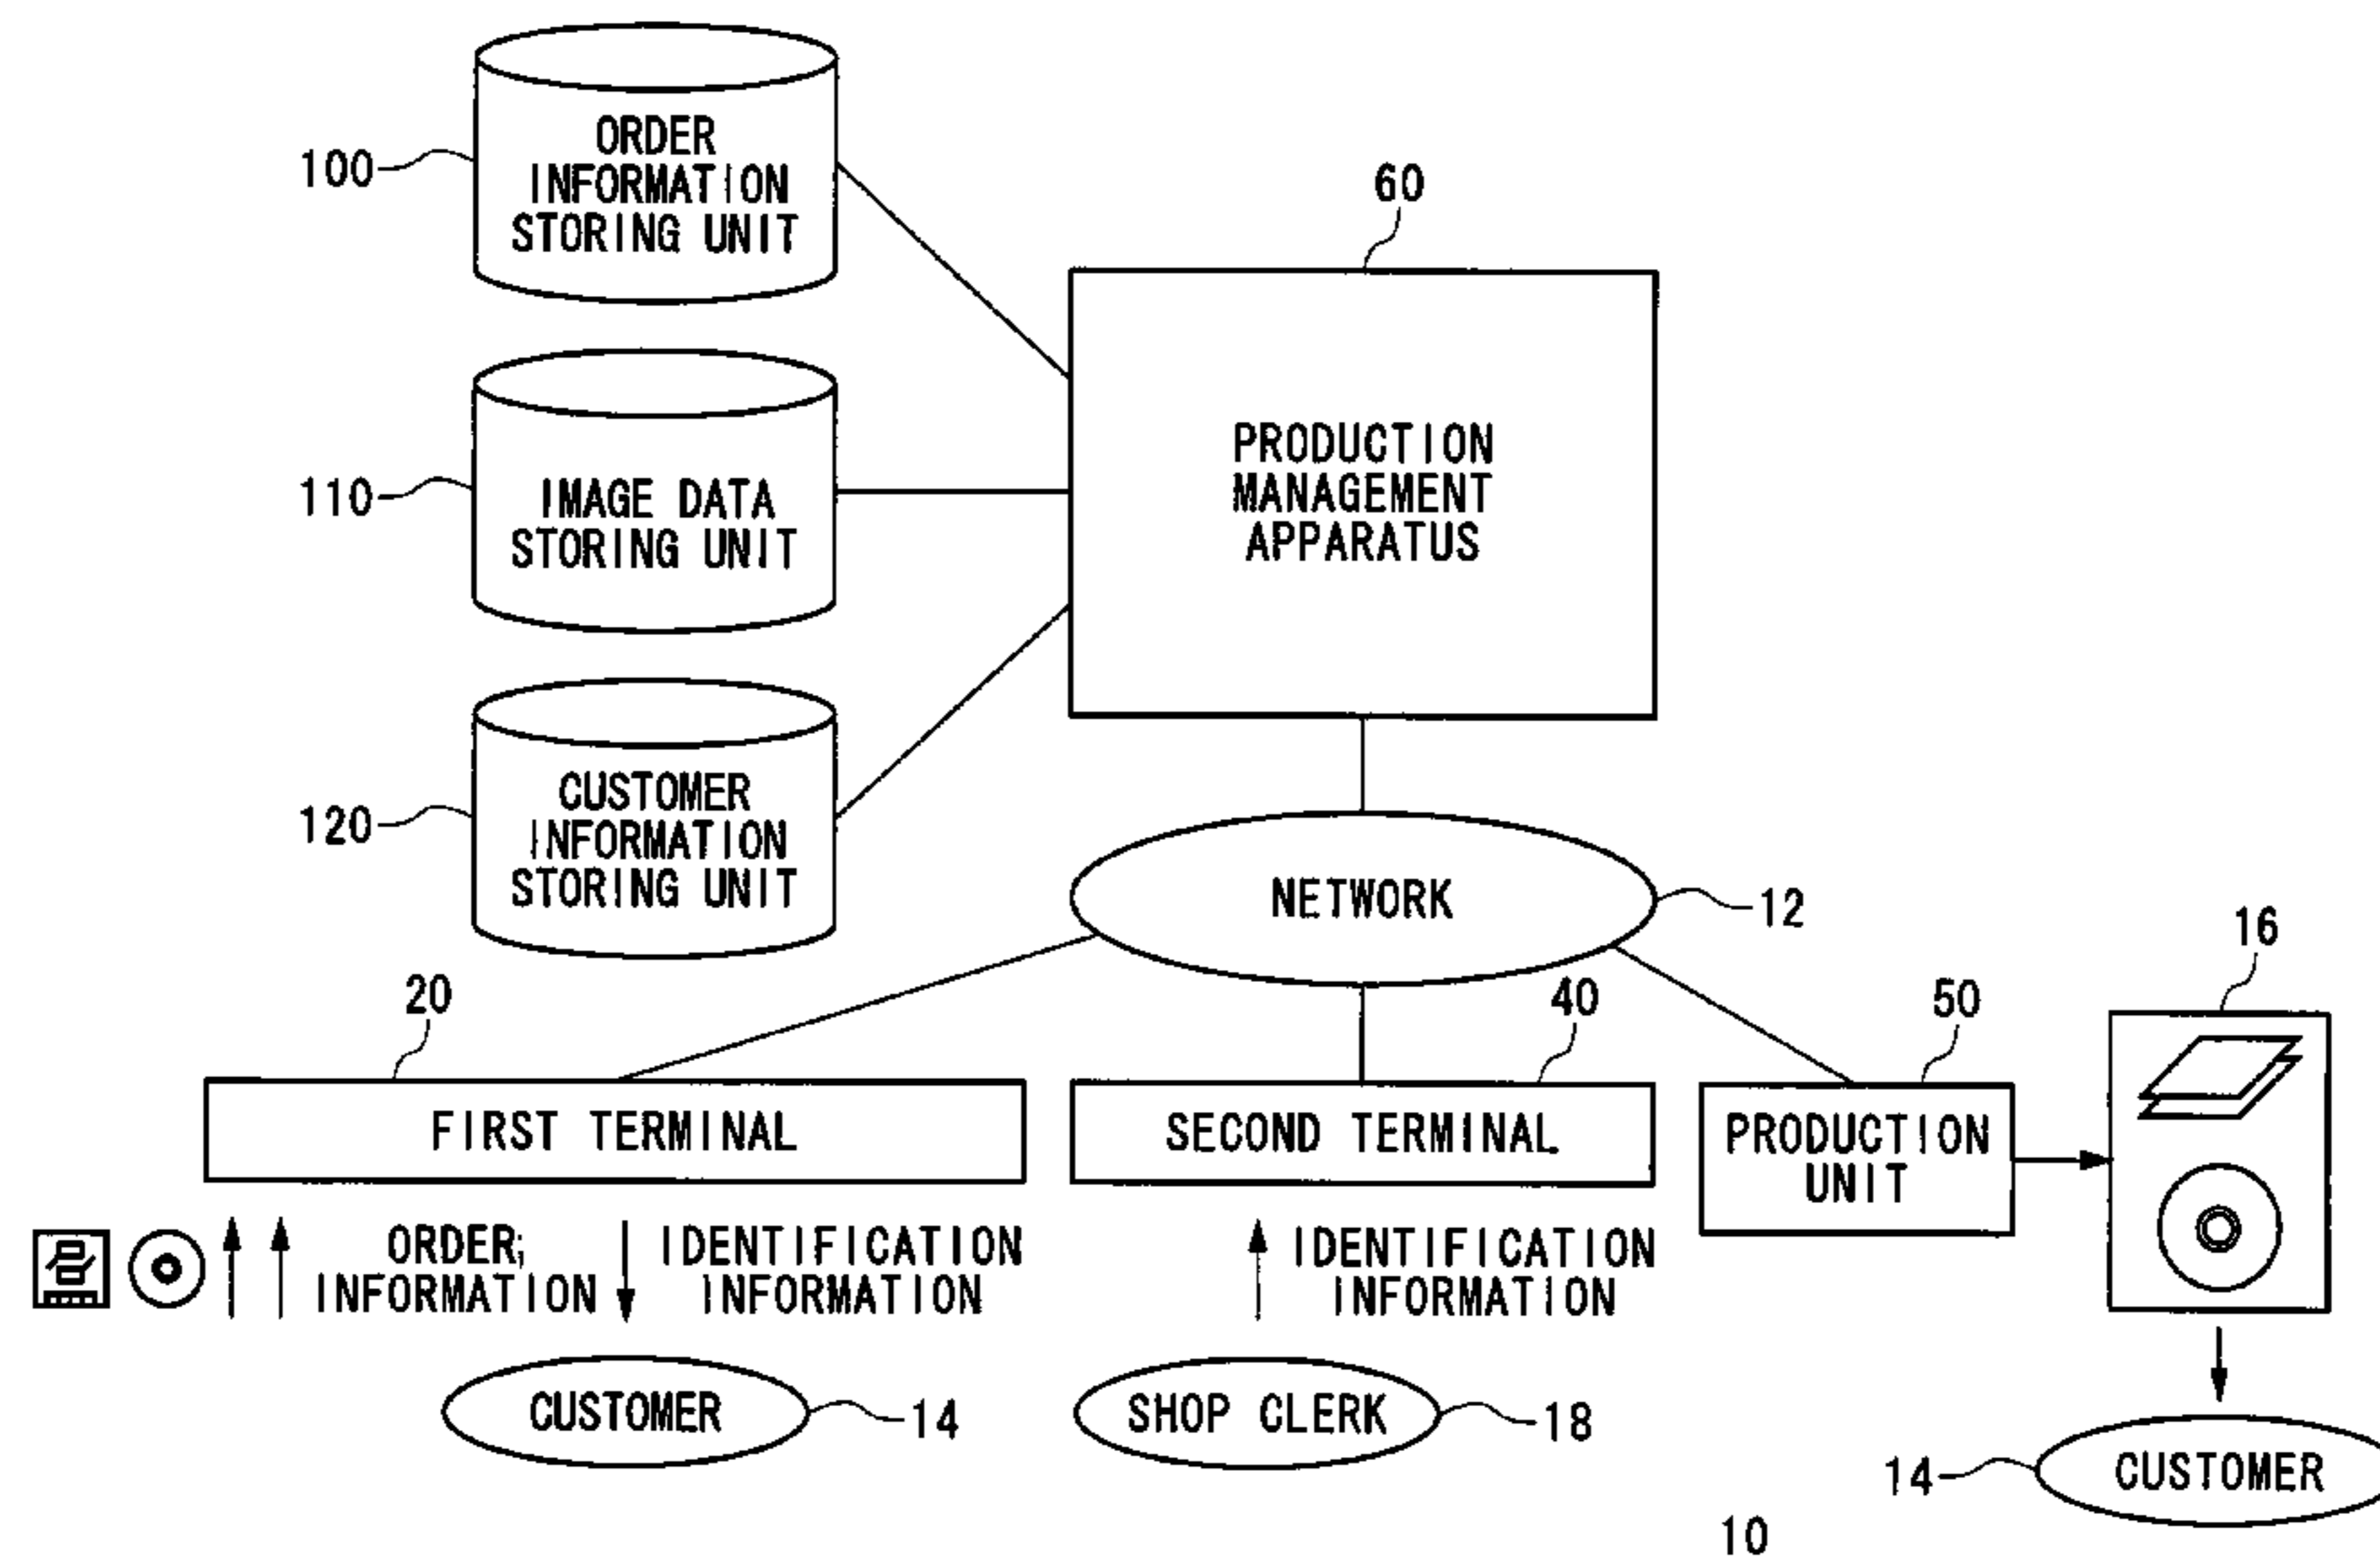 100
ORDER
INFORMATION
STORING UNIT
60
110
IMAGE DATA
STORING UNIT
PRODUCTION
MANAGEMENT
APPARATUS
120
CUSTOMER
INFORMATION
STORING UNIT
NETWORK
12
16
20
40
50
FIRST TERMINAL
SECOND TERMINAL
PRODUCTION
UNIT
ORDER,
INFORMATION
IDENTIFICATION
INFORMATION
IDENTIFICATION
INFORMATION
CUSTOMER
14
SHOP CLERK
18
14
CUSTOMER
10